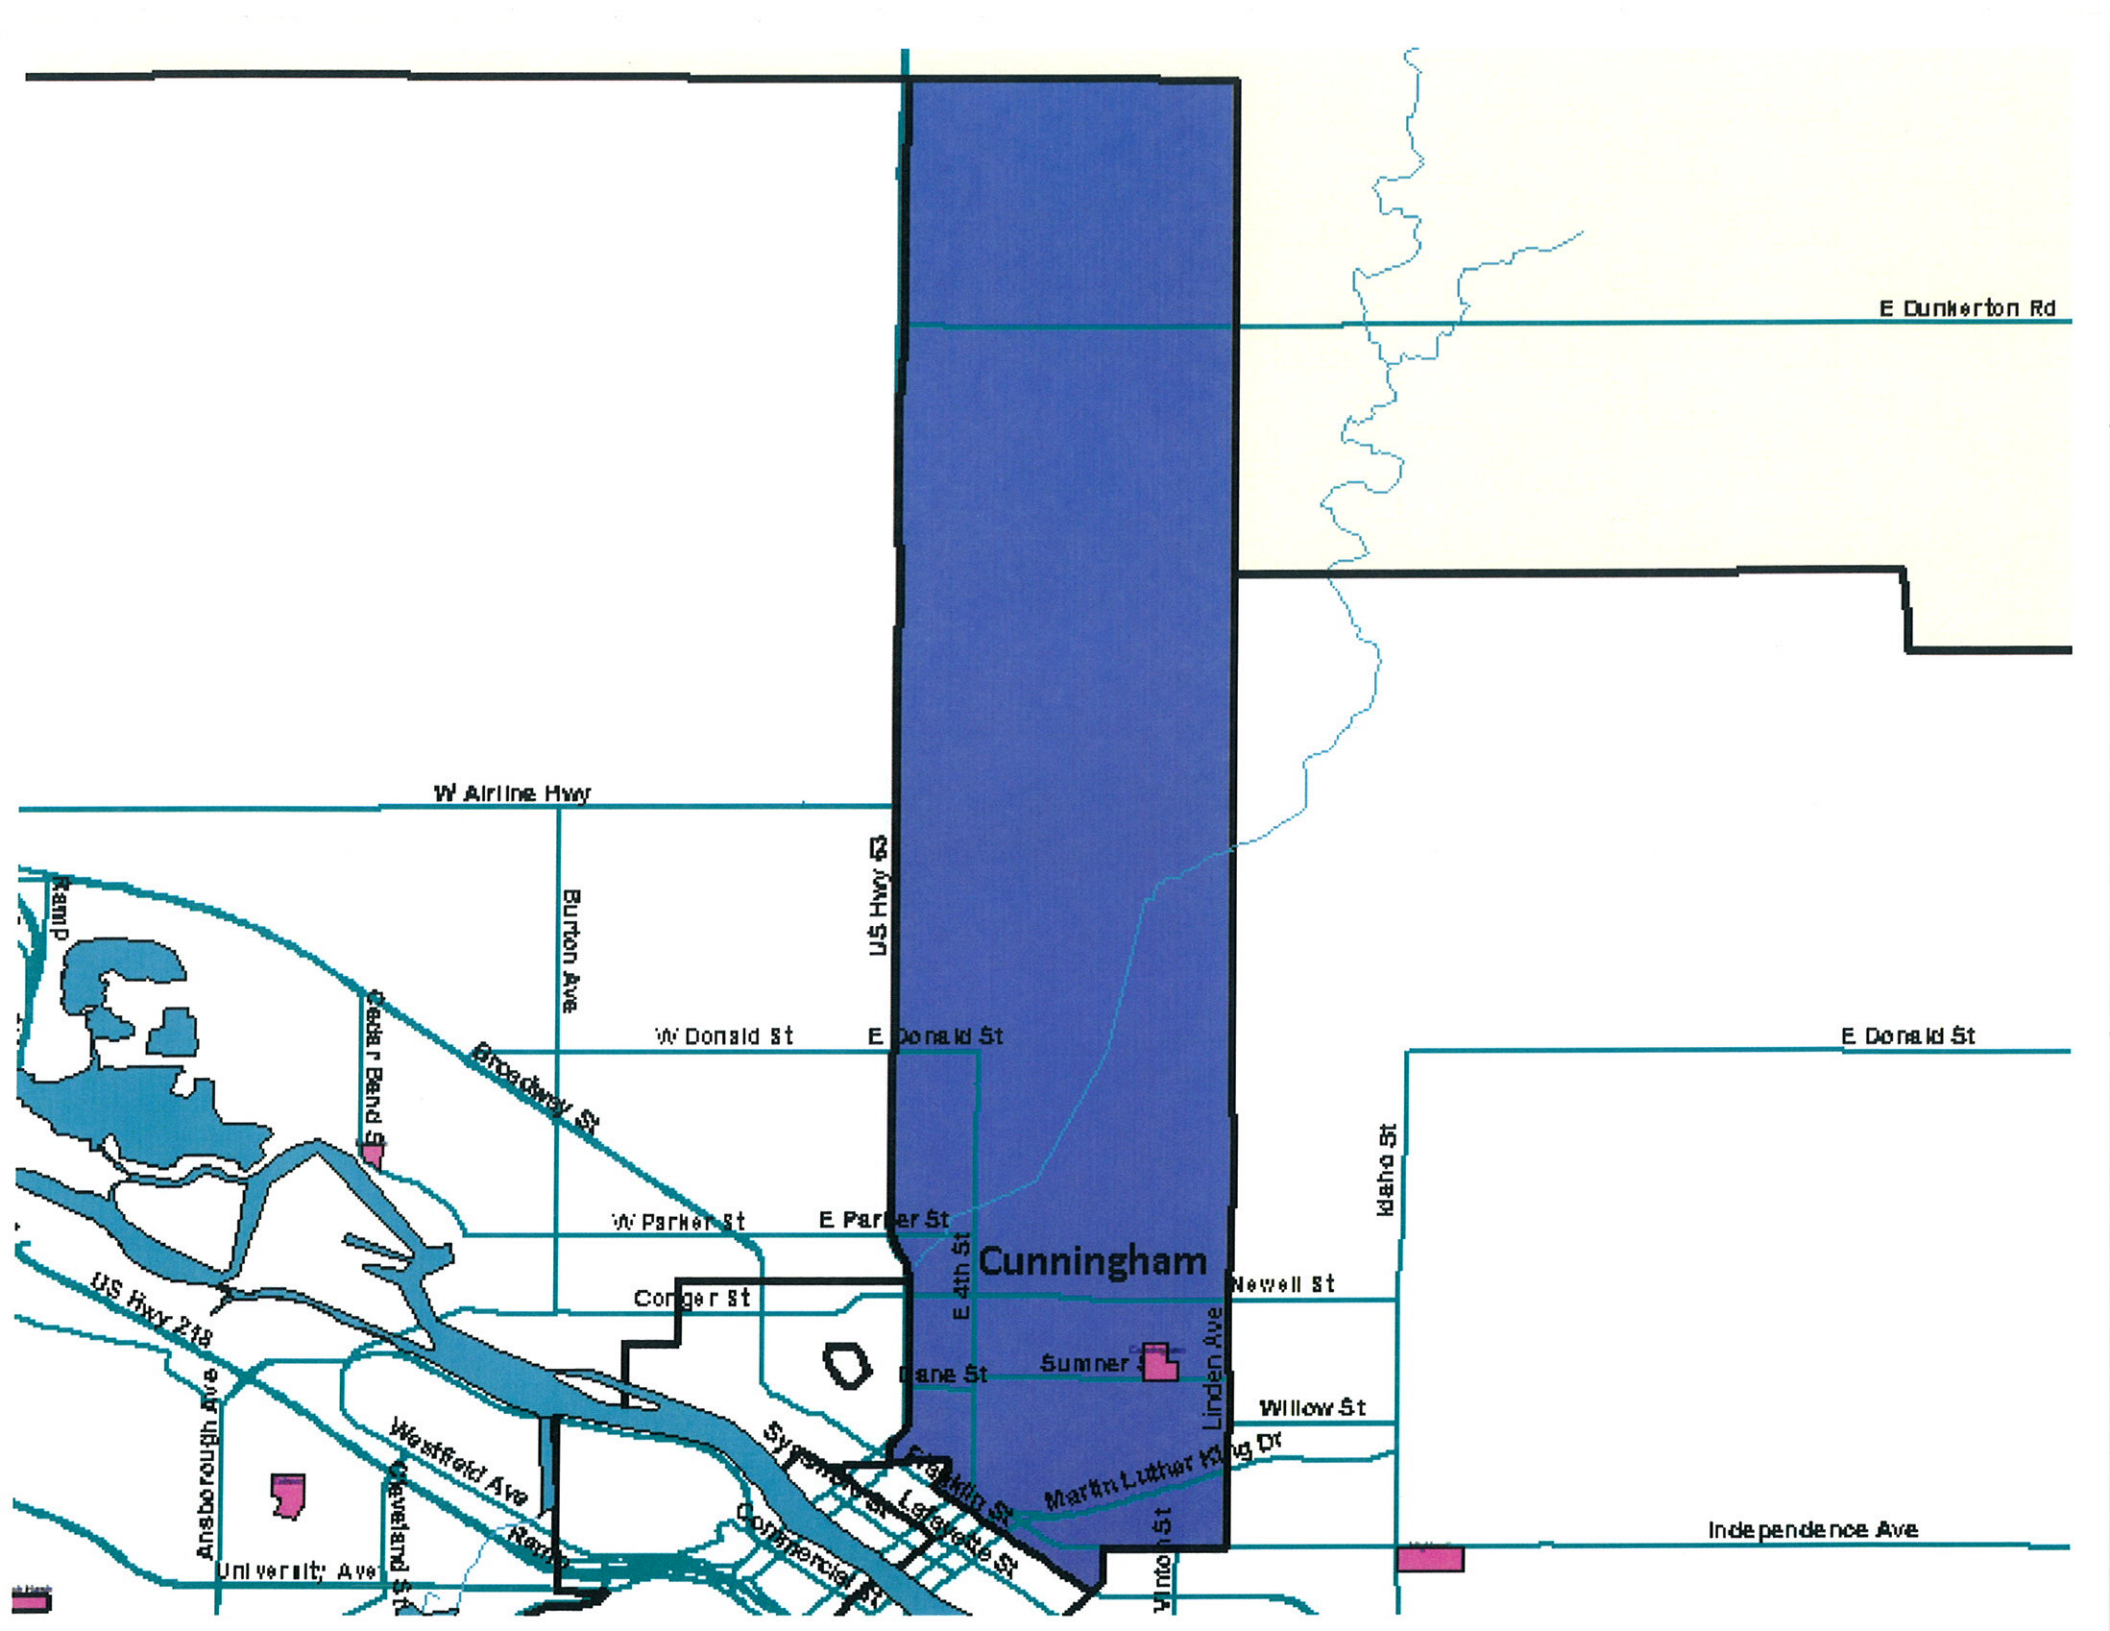 E Dunkerton Rd
W Airline Hwy
US Hwy 63
Ramp
Burton Ave
Cedar Bend St
W Donald St
E Donald St
E Donald St
Broadway St
Idaho St
W Parker St
E Parker St
E 4th St
Cunningham
Newell St
US Hwy 218
Conger St
Linden Ave
Sumner
Dane St
Willow St
Ansborough Ave
Westfield Ave
Cleveland St
Franklin St
Martin Luther King Dr
Lafayette St
Commercial St
Ramp
Vinton St
Independence Ave
University Ave